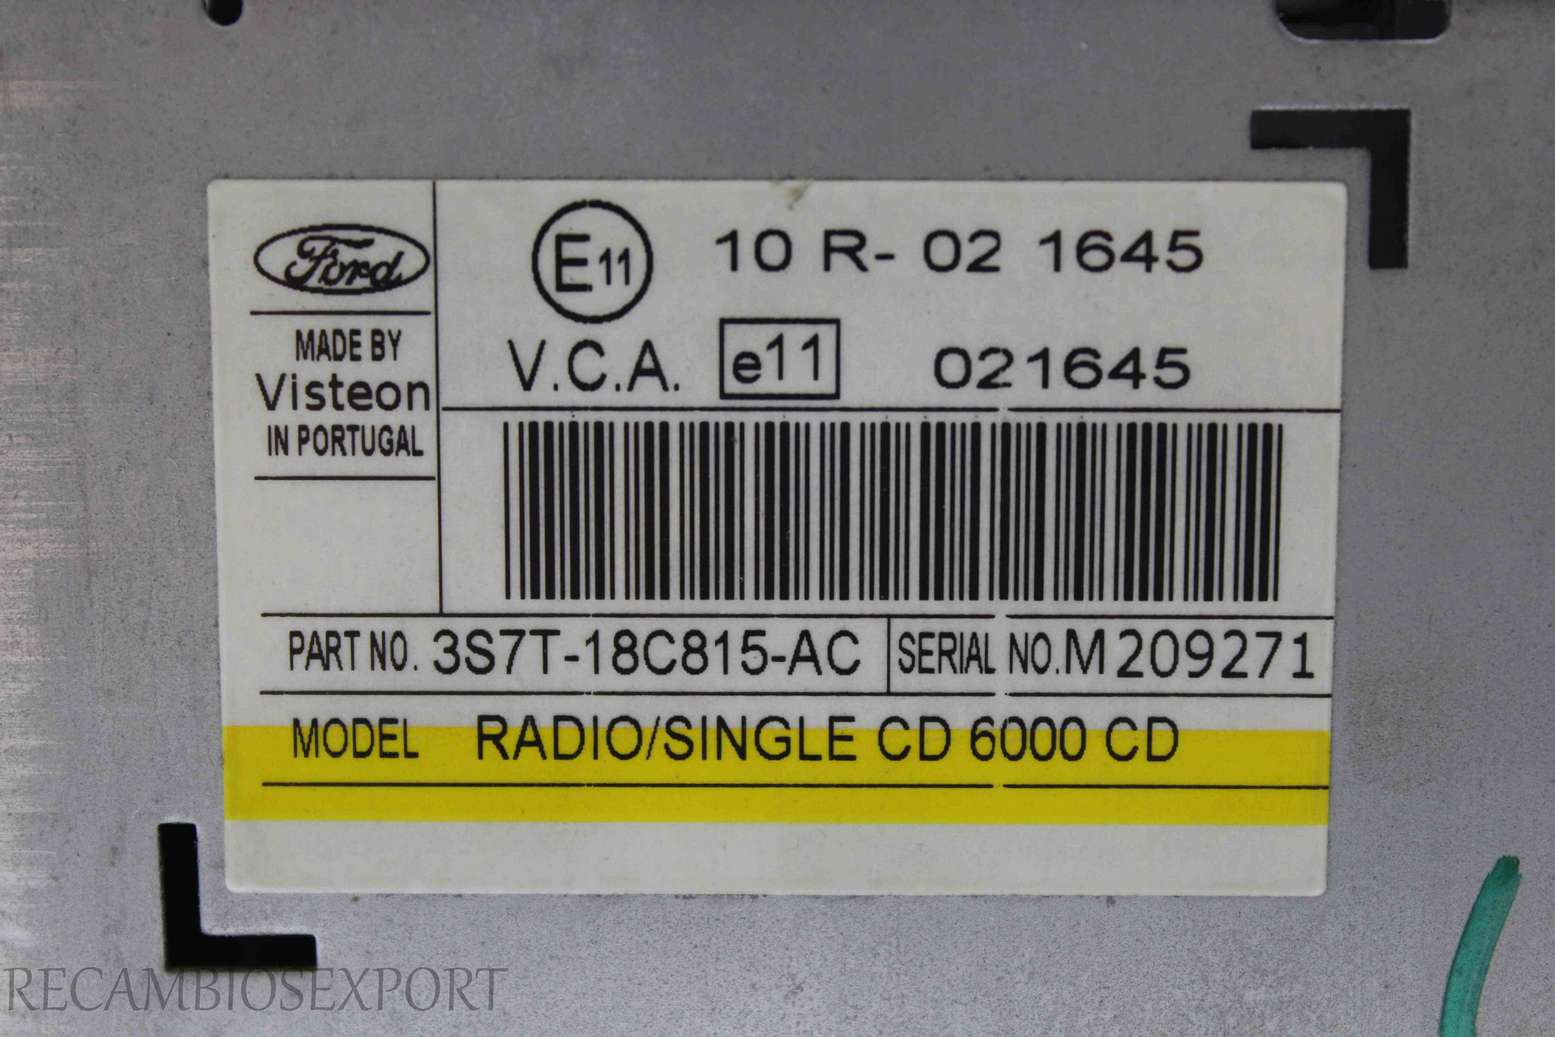 Ford
MADE BY
Visteon
IN PORTUGAL
E11 10 R- 02 1645
V.C.A. e11 021645
PART NO. 3S7T-18C815-AC SERIAL NO. M209271
MODEL RADIO/SINGLE CD 6000 CD
RECAMBIOSEXPORT